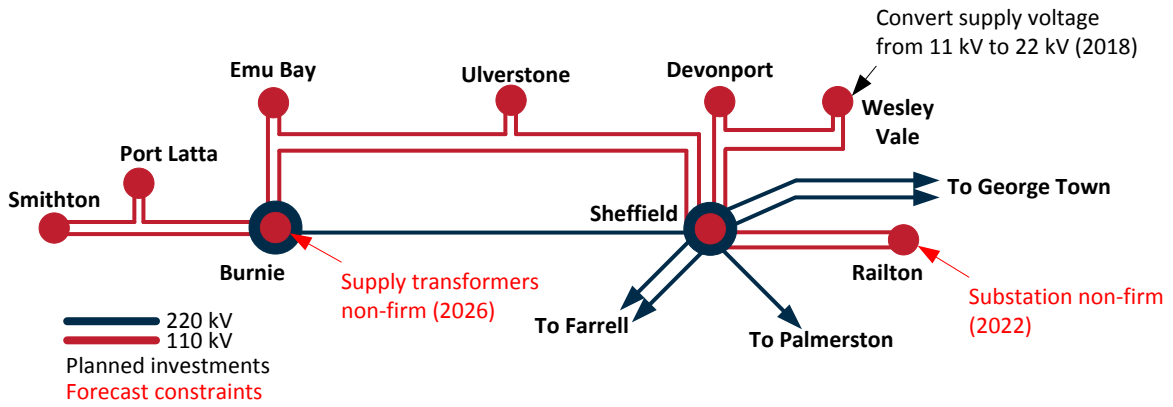 Convert supply voltage
from 11 kV to 22 kV (2018)
Emu Bay
Ulverstone
Devonport
Wesley
Vale
Port Latta
Smithton
To George Town
Sheffield
Burnie
Railton
Supply transformers
non-firm (2026)
Substation non-firm
(2022)
To Farrell
To Palmerston
220 kV
110 kV
Planned investments
Forecast constraints